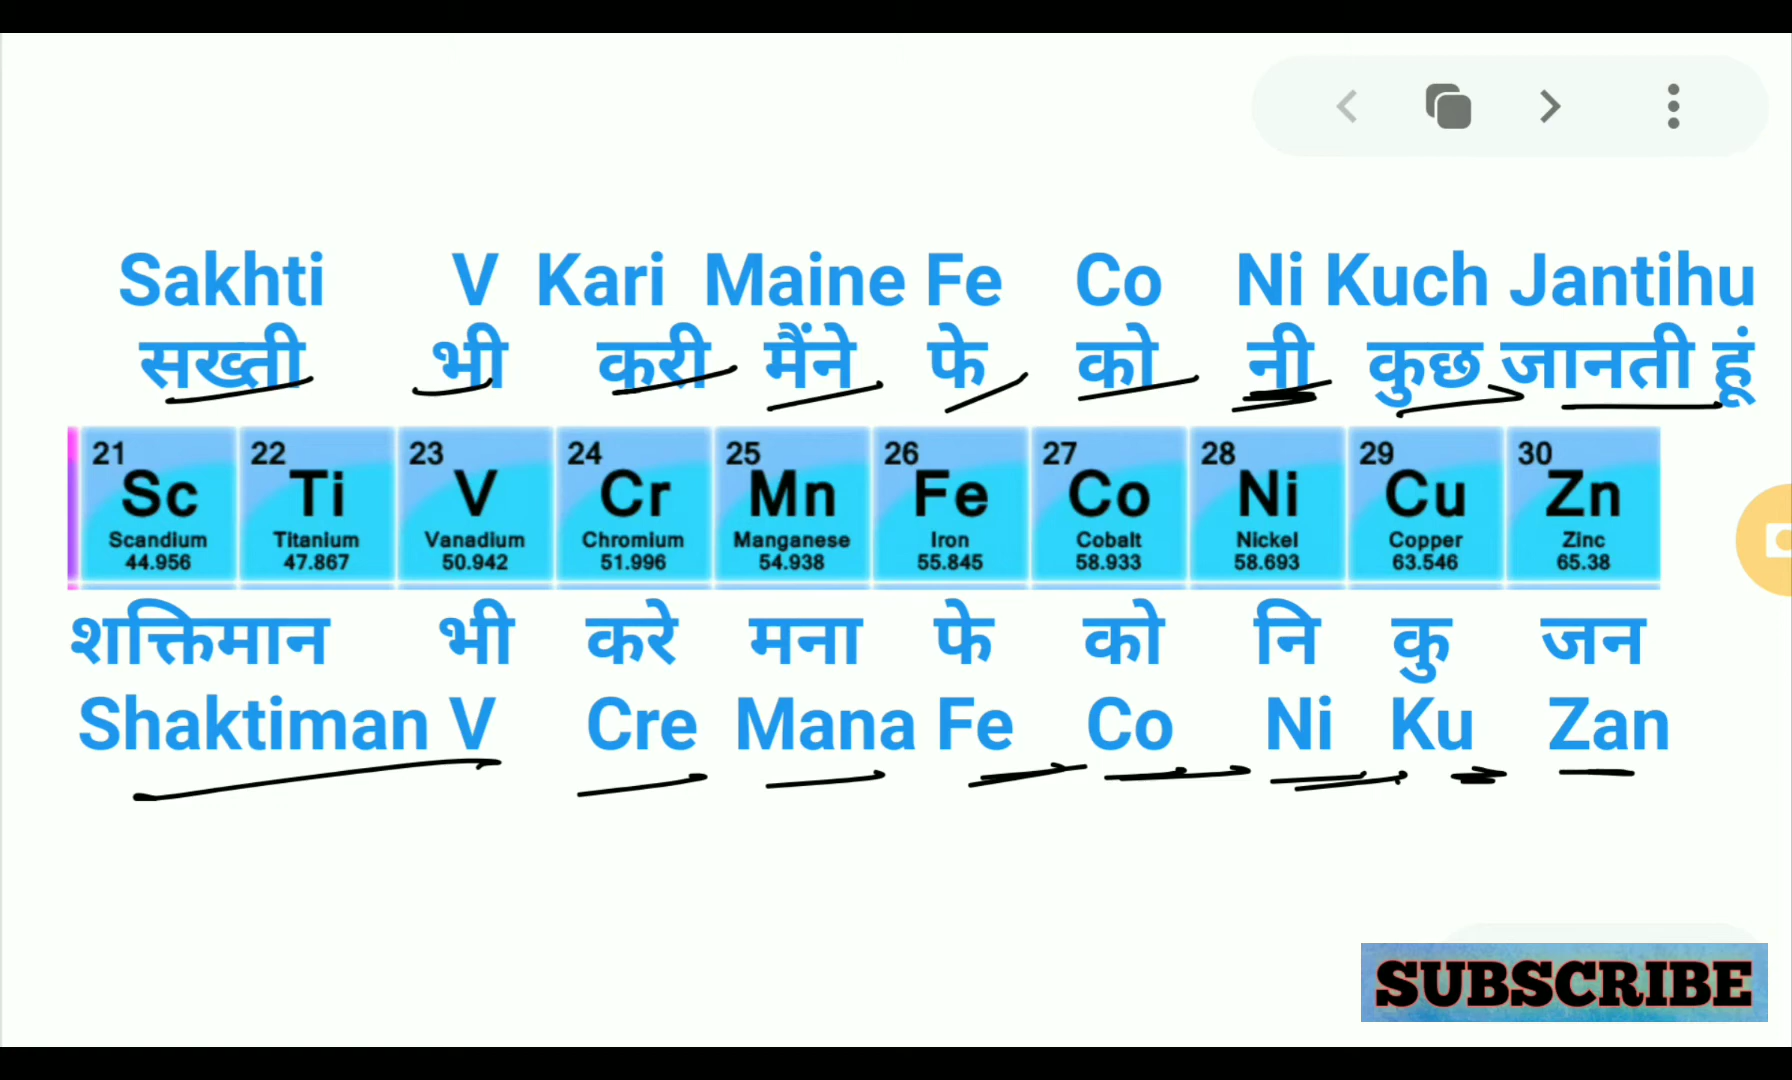 Sakhti V Kari Maine Fe Co Ni Kuch Jantihu
सख्ती भी करी मैंने फे को नी कुछ जानती हूं
21 22 23 24 25 26 27 28 29 30
Sc Ti V Cr Mn Fe Co Ni Cu Zn
Scandium Titanium Vanadium Chromium Manganese Iron Cobalt Nickel Copper Zinc
44.956 47.867 50.942 51.996 54.938 55.845 58.933 58.693 63.546 65.38
शक्तिमान भी करे मना फे को नि कु जन
Shaktiman V Cre Mana Fe Co Ni Ku Zan
SUBSCRIBE